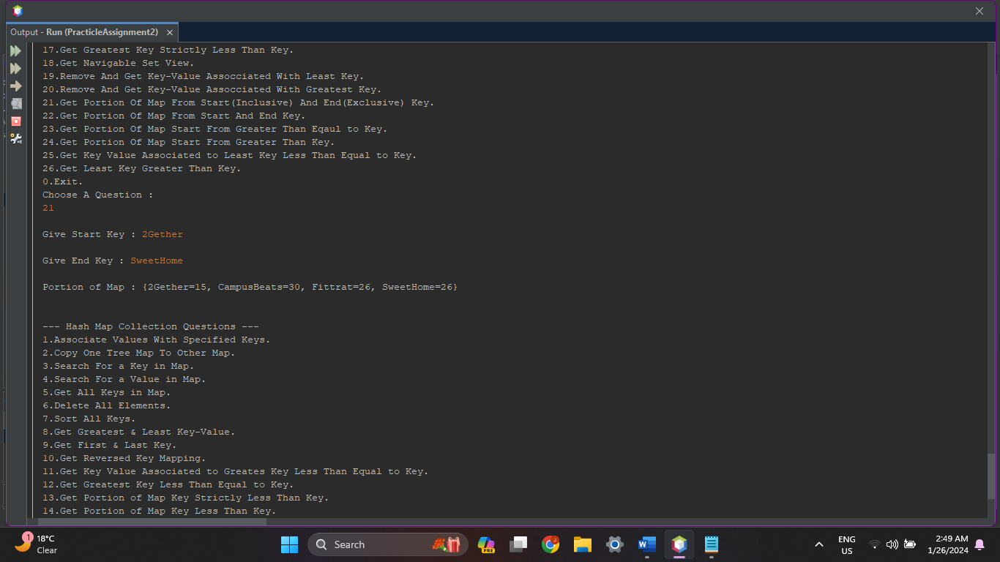 Output - Run (PracticleAssignment2)
17.Get Greatest Key Strictly Less Than Key.
18.Get Navigable Set View.
19.Remove And Get Key-Value Assocciated With Least Key.
20.Remove And Get Key-Value Assocciated With Greatest Key.
21.Get Portion Of Map From Start(Inclusive) And End(Exclusive) Key.
22.Get Portion Of Map From Start And End Key.
23.Get Portion Of Map Start From Greater Than Eqaul to Key.
24.Get Portion Of Map Start From Greater Than Key.
25.Get Key Value Associated to Least Key Less Than Equal to Key.
26.Get Least Key Greater Than Key.
0.Exit.
Choose A Question :
21
Give Start Key : 2Gether
Give End Key : SweetHome
Portion of Map : {2Gether=15, CampusBeats=30, Fittrat=26, SweetHome=26}
--- Hash Map Collection Questions ---
1.Associate Values With Specified Keys.
2.Copy One Tree Map To Other Map.
3.Search For a Key in Map.
4.Search For a Value in Map.
5.Get All Keys in Map.
6.Delete All Elements.
7.Sort All Keys.
8.Get Greatest & Least Key-Value.
9.Get First & Last Key.
10.Get Reversed Key Mapping.
11.Get Key Value Associated to Greates Key Less Than Equal to Key.
12.Get Greatest Key Less Than Equal to Key.
13.Get Portion of Map Key Strictly Less Than Key.
14.Get Portion of Map Key Less Than Key.
1
18°C
Clear
Search
PRE
W
ENG
US
2:49 AM
1/26/2024